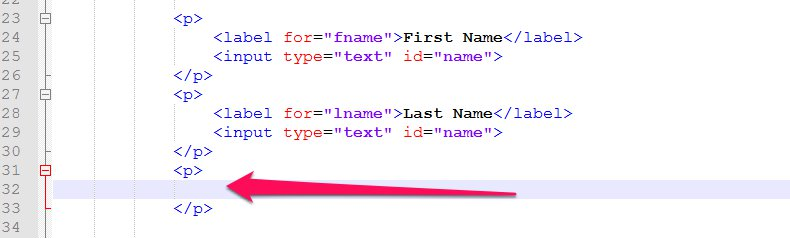 23 <p>
24 <label for="fname">First Name</label>
25 <input type="text" id="name">
26 </p>
27 <p>
28 <label for="lname">Last Name</label>
29 <input type="text" id="name">
30 </p>
31 <p>
32
33 </p>
34